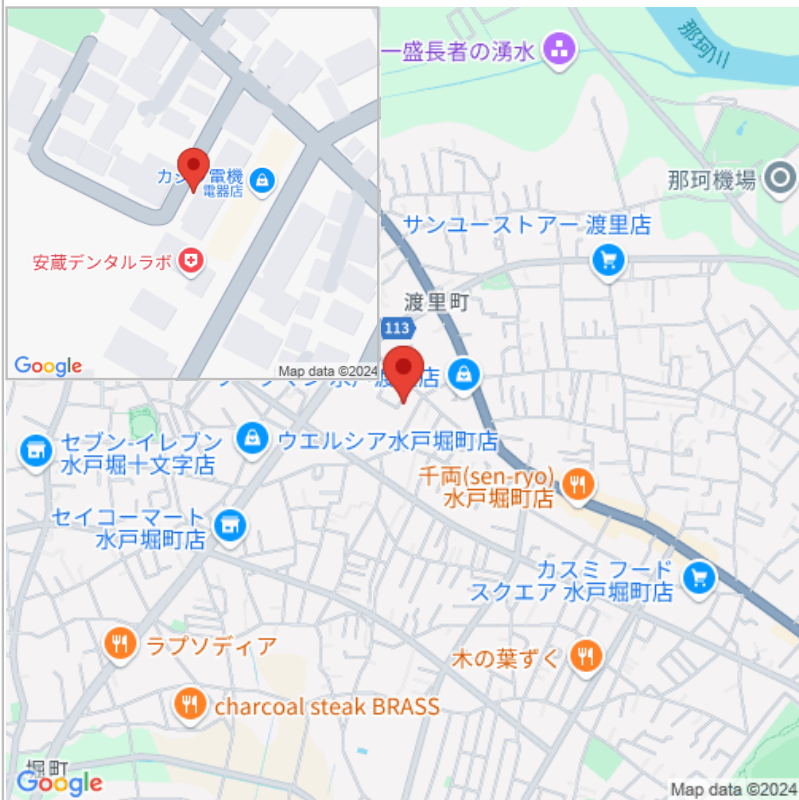 カシ
電機
電器店
安蔵デンタルラボ
Google
Map data ©2024
一盛長者の湧水
那珂川
那珂機場
サンユーストアー 渡里店
渡里町
113
店
セブン-イレブン
水戸堀十文字店
ウエルシア水戸堀町店
千両(sen-ryo)
水戸堀町店
セイコーマート
水戸堀町店
カスミ フード
スクエア 水戸堀町店
ラプソディア
木の葉ずく
charcoal steak BRASS
堀町
Google
Map data ©2024